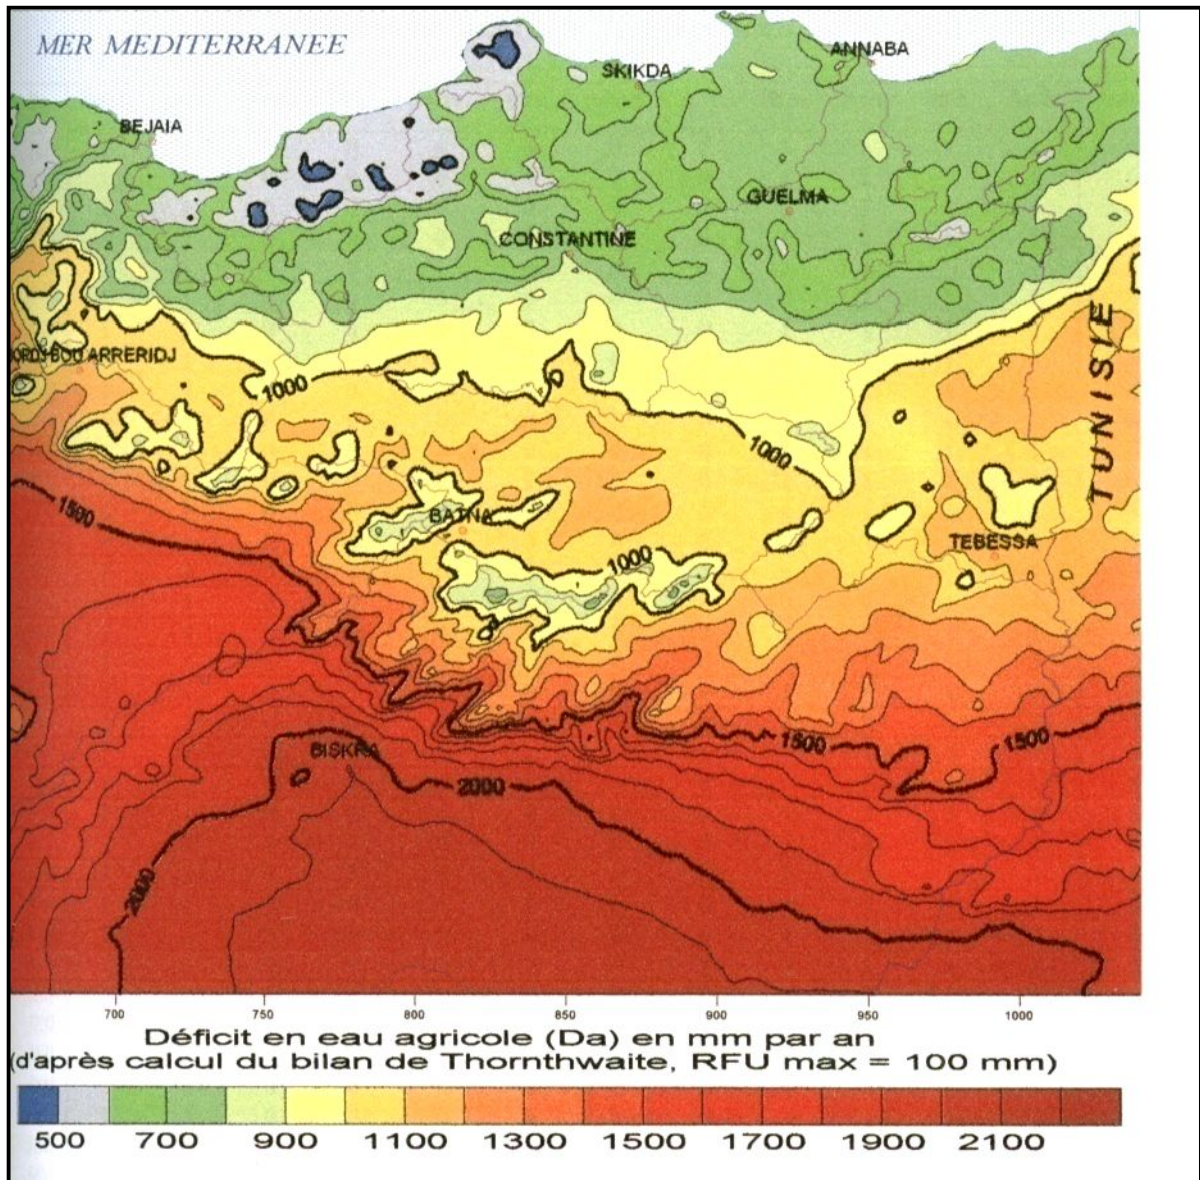 MER MEDITERRANEE
ANNABA
SKIKDA
BEJAIA
GUELMA
CONSTANTINE
TUNISIE
ORDJ BOU ARRERIDJ
1000
1000
1500
BATNA
TEBESSA
1000
1500
1500
BISKRA
2000
2000
700 750 800 850 900 950 1000
Déficit en eau agricole (Da) en mm par an
(d'après calcul du bilan de Thornthwaite, RFU max = 100 mm)
500 700 900 1100 1300 1500 1700 1900 2100